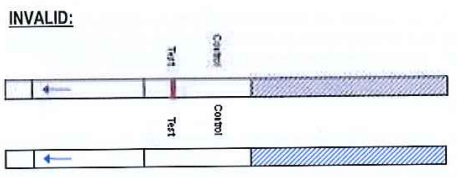 INVALID:
Test
Control
Test
Control